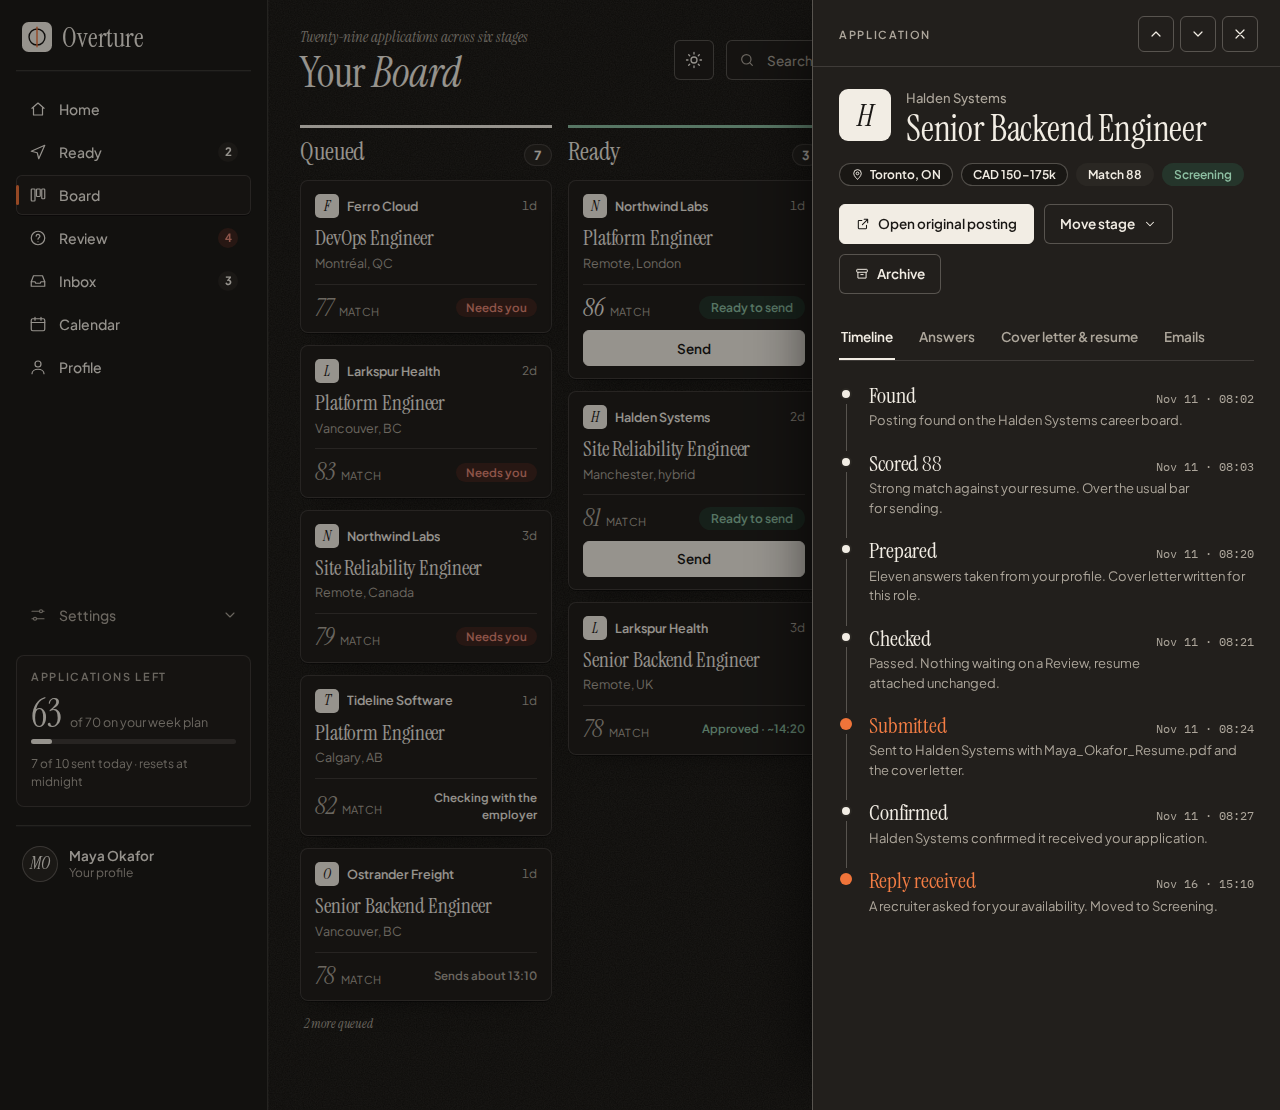 Overture
Home
Ready 2
Board
Review 4
Inbox 3
Calendar
Profile
Settings
APPLICATIONS LEFT
63 of 70 on your week plan
7 of 10 sent today · resets at
midnight
MO
Maya Okafor
Your profile
Twenty-nine applications across six stages
Your Board
Search
Queued 7
F Ferro Cloud 1d
DevOps Engineer
Montréal, QC
77 MATCH Needs you
L Larkspur Health 2d
Platform Engineer
Vancouver, BC
83 MATCH Needs you
N Northwind Labs 3d
Site Reliability Engineer
Remote, Canada
79 MATCH Needs you
T Tideline Software 1d
Platform Engineer
Calgary, AB
82 MATCH Checking with the
employer
O Ostrander Freight 1d
Senior Backend Engineer
Vancouver, BC
78 MATCH Sends about 13:10
2 more queued
Ready 3
N Northwind Labs 1d
Platform Engineer
Remote, London
86 MATCH Ready to send
Send
H Halden Systems 2d
Site Reliability Engineer
Manchester, hybrid
81 MATCH Ready to send
Send
L Larkspur Health 3d
Senior Backend Engineer
Remote, UK
78 MATCH Approved · ~14:20
APPLICATION
H
Halden Systems
Senior Backend Engineer
Toronto, ON CAD 150–175k Match 88 Screening
Open original posting Move stage
Archive
Timeline Answers Cover letter & resume Emails
Found Nov 11 · 08:02
Posting found on the Halden Systems career board.
Scored 88 Nov 11 · 08:03
Strong match against your resume. Over the usual bar
for sending.
Prepared Nov 11 · 08:20
Eleven answers taken from your profile. Cover letter written for
this role.
Checked Nov 11 · 08:21
Passed. Nothing waiting on a Review, resume
attached unchanged.
Submitted Nov 11 · 08:24
Sent to Halden Systems with Maya_Okafor_Resume.pdf and
the cover letter.
Confirmed Nov 11 · 08:27
Halden Systems confirmed it received your application.
Reply received Nov 16 · 15:10
A recruiter asked for your availability. Moved to Screening.